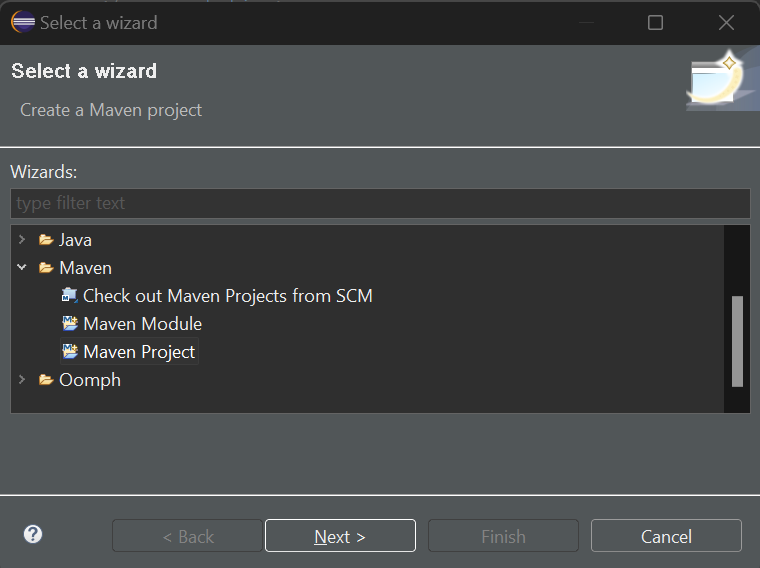 Select a wizard
Select a wizard
Create a Maven project
Wizards:
type filter text
Java
Maven
Check out Maven Projects from SCM
Maven Module
Maven Project
Oomph
< Back Next > Finish Cancel